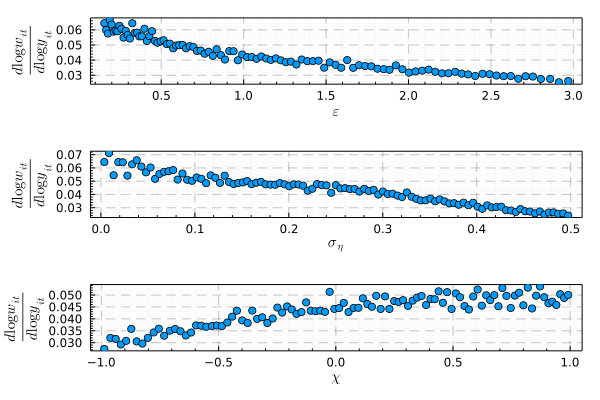 dlogw_it
dlogy_it
0.06
0.05
0.04
0.03
0.5 1.0 1.5 2.0 2.5 3.0
ε
dlogw_it
dlogy_it
0.07
0.06
0.05
0.04
0.03
0.0 0.1 0.2 0.3 0.4 0.5
σ_η
dlogw_it
dlogy_it
0.050
0.045
0.040
0.035
0.030
−1.0 −0.5 0.0 0.5 1.0
χ